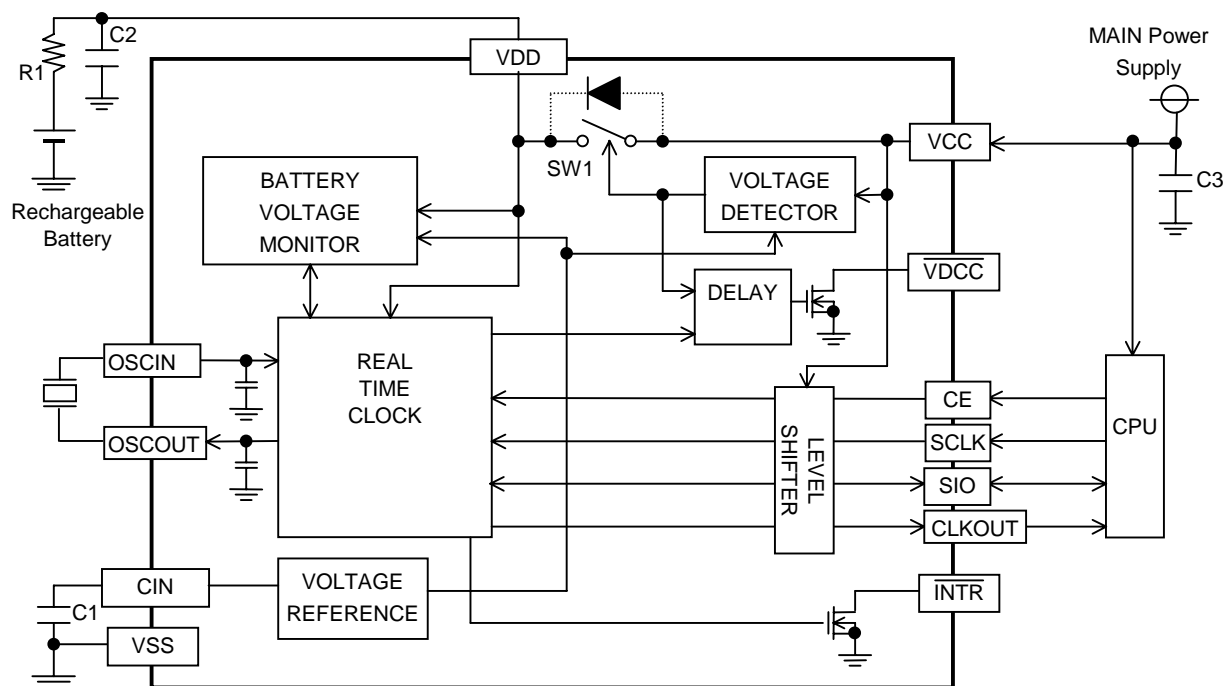 C2
R1
VDD
MAIN Power
Supply
SW1
VCC
C3
BATTERY
VOLTAGE
MONITOR
VOLTAGE
DETECTOR
Rechargeable
Battery
VDCC
DELAY
OSCIN
REAL
TIME
CLOCK
OSCOUT
LEVEL
SHIFTER
CE
SCLK
SIO
CLKOUT
CPU
CIN
C1
VSS
VOLTAGE
REFERENCE
INTR